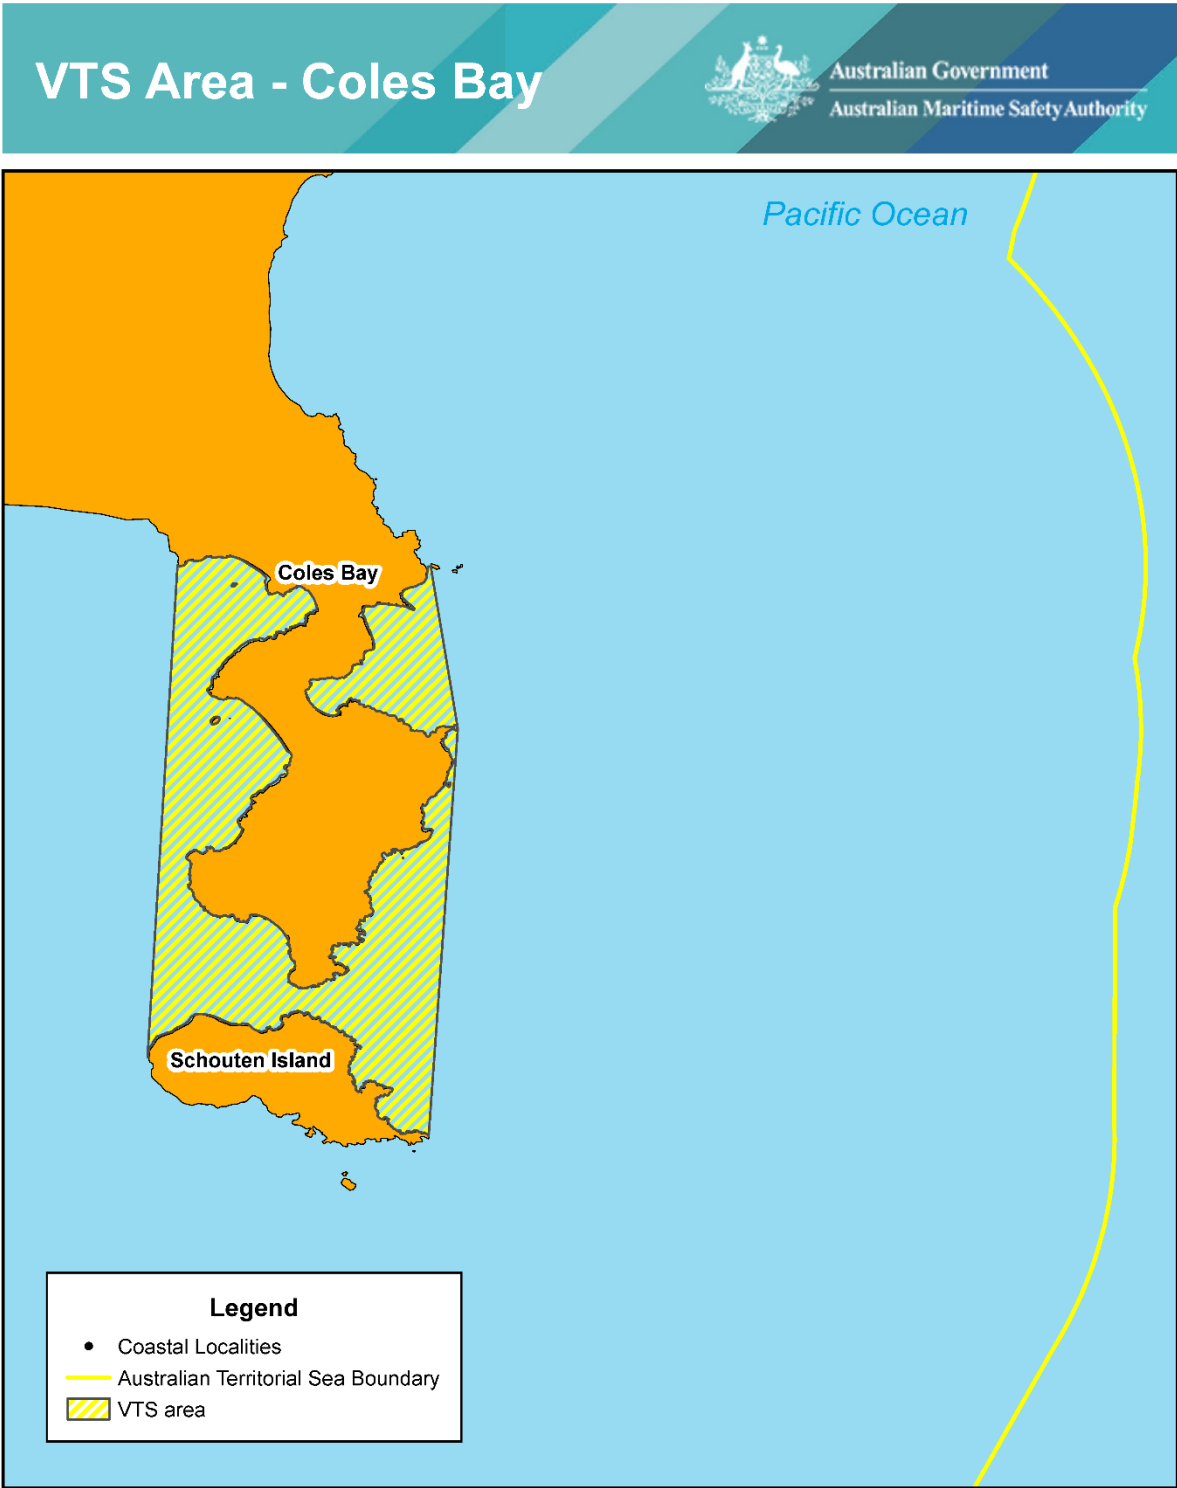 VTS Area - Coles Bay
Australian Government
Australian Maritime Safety Authority
Pacific Ocean
Coles Bay
Schouten Island
Legend
Coastal Localities
Australian Territorial Sea Boundary
VTS area